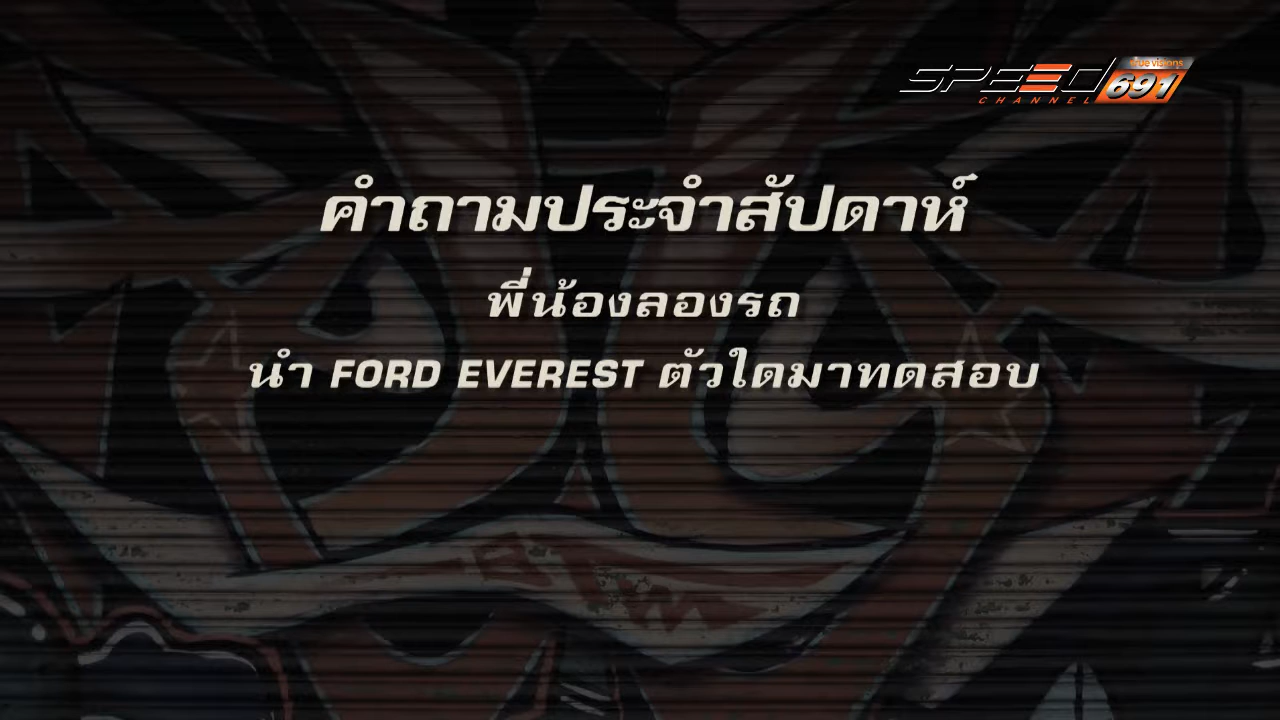 SPEED
CHANNEL
true visions
691
คำถามประจำสัปดาห์
พี่น้องลองรถ
นำ FORD EVEREST ตัวใดมาทดสอบ